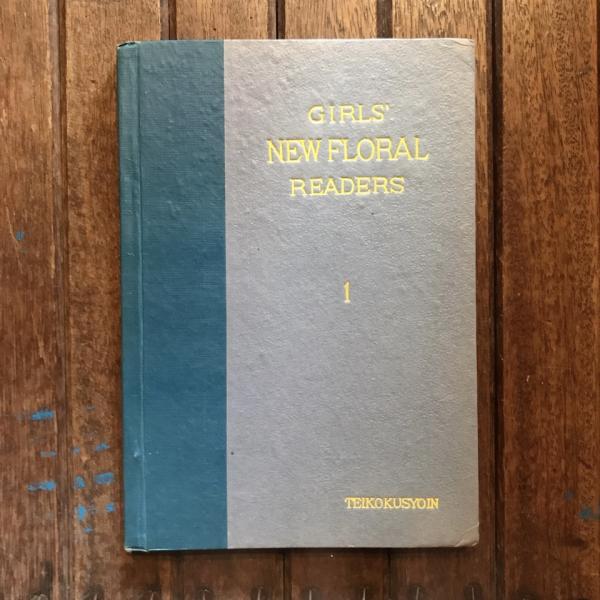 GIRLS'
NEW FLORAL
READERS
1
TEIKOKUSYOIN